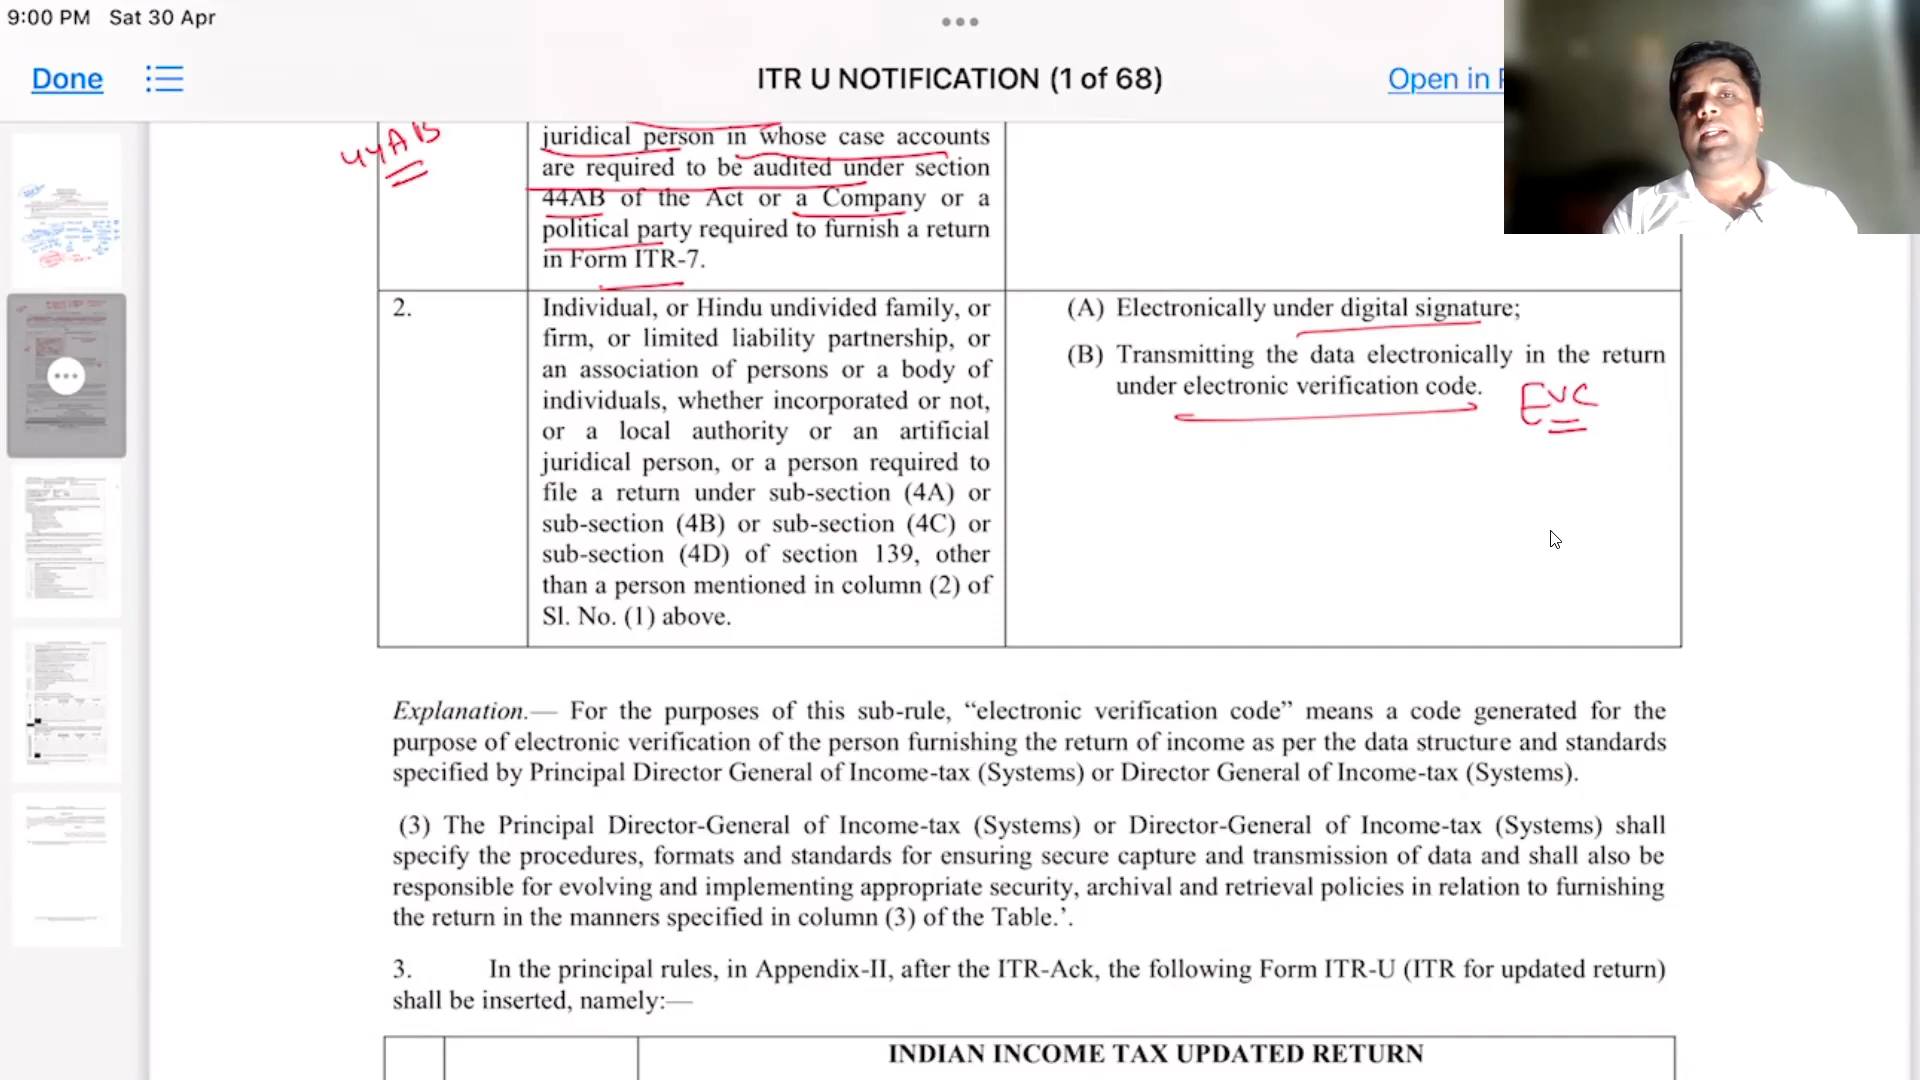 9:00 PM Sat 30 Apr
Done
ITR U NOTIFICATION (1 of 68)
Open in
44AB
juridical person in whose case accounts
are required to be audited under section
44AB of the Act or a Company or a
political party required to furnish a return
in Form ITR-7.
2.
Individual, or Hindu undivided family, or
firm, or limited liability partnership, or
an association of persons or a body of
individuals, whether incorporated or not,
or a local authority or an artificial
juridical person, or a person required to
file a return under sub-section (4A) or
sub-section (4B) or sub-section (4C) or
sub-section (4D) of section 139, other
than a person mentioned in column (2) of
Sl. No. (1) above.
(A) Electronically under digital signature;
(B) Transmitting the data electronically in the return
under electronic verification code.
EVC
Explanation.— For the purposes of this sub-rule, “electronic verification code” means a code generated for the
purpose of electronic verification of the person furnishing the return of income as per the data structure and standards
specified by Principal Director General of Income-tax (Systems) or Director General of Income-tax (Systems).
(3) The Principal Director-General of Income-tax (Systems) or Director-General of Income-tax (Systems) shall
specify the procedures, formats and standards for ensuring secure capture and transmission of data and shall also be
responsible for evolving and implementing appropriate security, archival and retrieval policies in relation to furnishing
the return in the manners specified in column (3) of the Table.’.
3. In the principal rules, in Appendix-II, after the ITR-Ack, the following Form ITR-U (ITR for updated return)
shall be inserted, namely:—
INDIAN INCOME TAX UPDATED RETURN